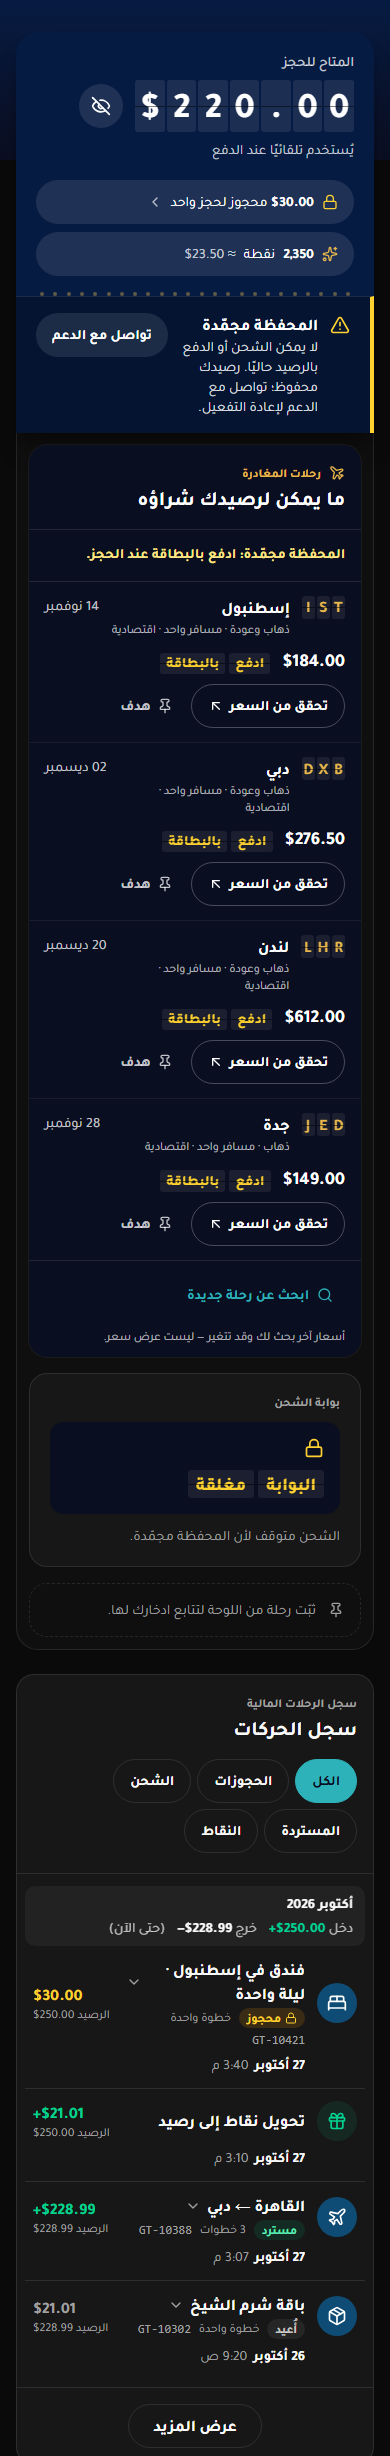 المتاح للحجز
$220.00
يُستخدم تلقائيًا عند الدفع
$30.00 محجوز لحجز واحد
2,350 نقطة ≈ $23.50
المحفظة مجمّدة
لا يمكن الشحن أو الدفع
بالرصيد حاليًا. رصيدك
محفوظ؛ تواصل مع
الدعم لإعادة التفعيل.
تواصل مع الدعم
رحلات المغادرة
ما يمكن لرصيدك شراؤه
المحفظة مجمّدة: ادفع بالبطاقة عند الحجز.
IST إسطنبول 14 نوفمبر
ذهاب وعودة · مسافر واحد · اقتصادية
$184.00 ادفع بالبطاقة
تحقق من السعر هدف
DXB دبي 02 ديسمبر
ذهاب وعودة · مسافر واحد ·
اقتصادية
$276.50 ادفع بالبطاقة
تحقق من السعر هدف
LHR لندن 20 ديسمبر
ذهاب وعودة · مسافر واحد ·
اقتصادية
$612.00 ادفع بالبطاقة
تحقق من السعر هدف
JED جدة 28 نوفمبر
ذهاب · مسافر واحد · اقتصادية
$149.00 ادفع بالبطاقة
تحقق من السعر هدف
ابحث عن رحلة جديدة
أسعار آخر بحث لك وقد تتغير – ليست عرض سعر.
بوابة الشحن
البوابة مغلقة
الشحن متوقف لأن المحفظة مجمّدة.
ثبّت رحلة من اللوحة لتتابع ادخارك لها.
سجل الرحلات المالية
سجل الحركات
الكل الحجوزات الشحن
المستردة النقاط
أكتوبر 2026
دخل +$250.00 خرج −$228.99 (حتى الآن)
فندق في إسطنبول ·
ليلة واحدة
محجوز خطوة واحدة
GT-10421
27 أكتوبر 3:40 م
$30.00
الرصيد $250.00
تحويل نقاط إلى رصيد
27 أكتوبر 3:10 م
+$21.01
الرصيد $250.00
القاهرة ← دبي
مسترد 3 خطوات GT-10388
27 أكتوبر 3:07 م
+$228.99
الرصيد $228.99
باقة شرم الشيخ
أُعيد خطوة واحدة GT-10302
26 أكتوبر 9:20 ص
$21.01
الرصيد $228.99
عرض المزيد